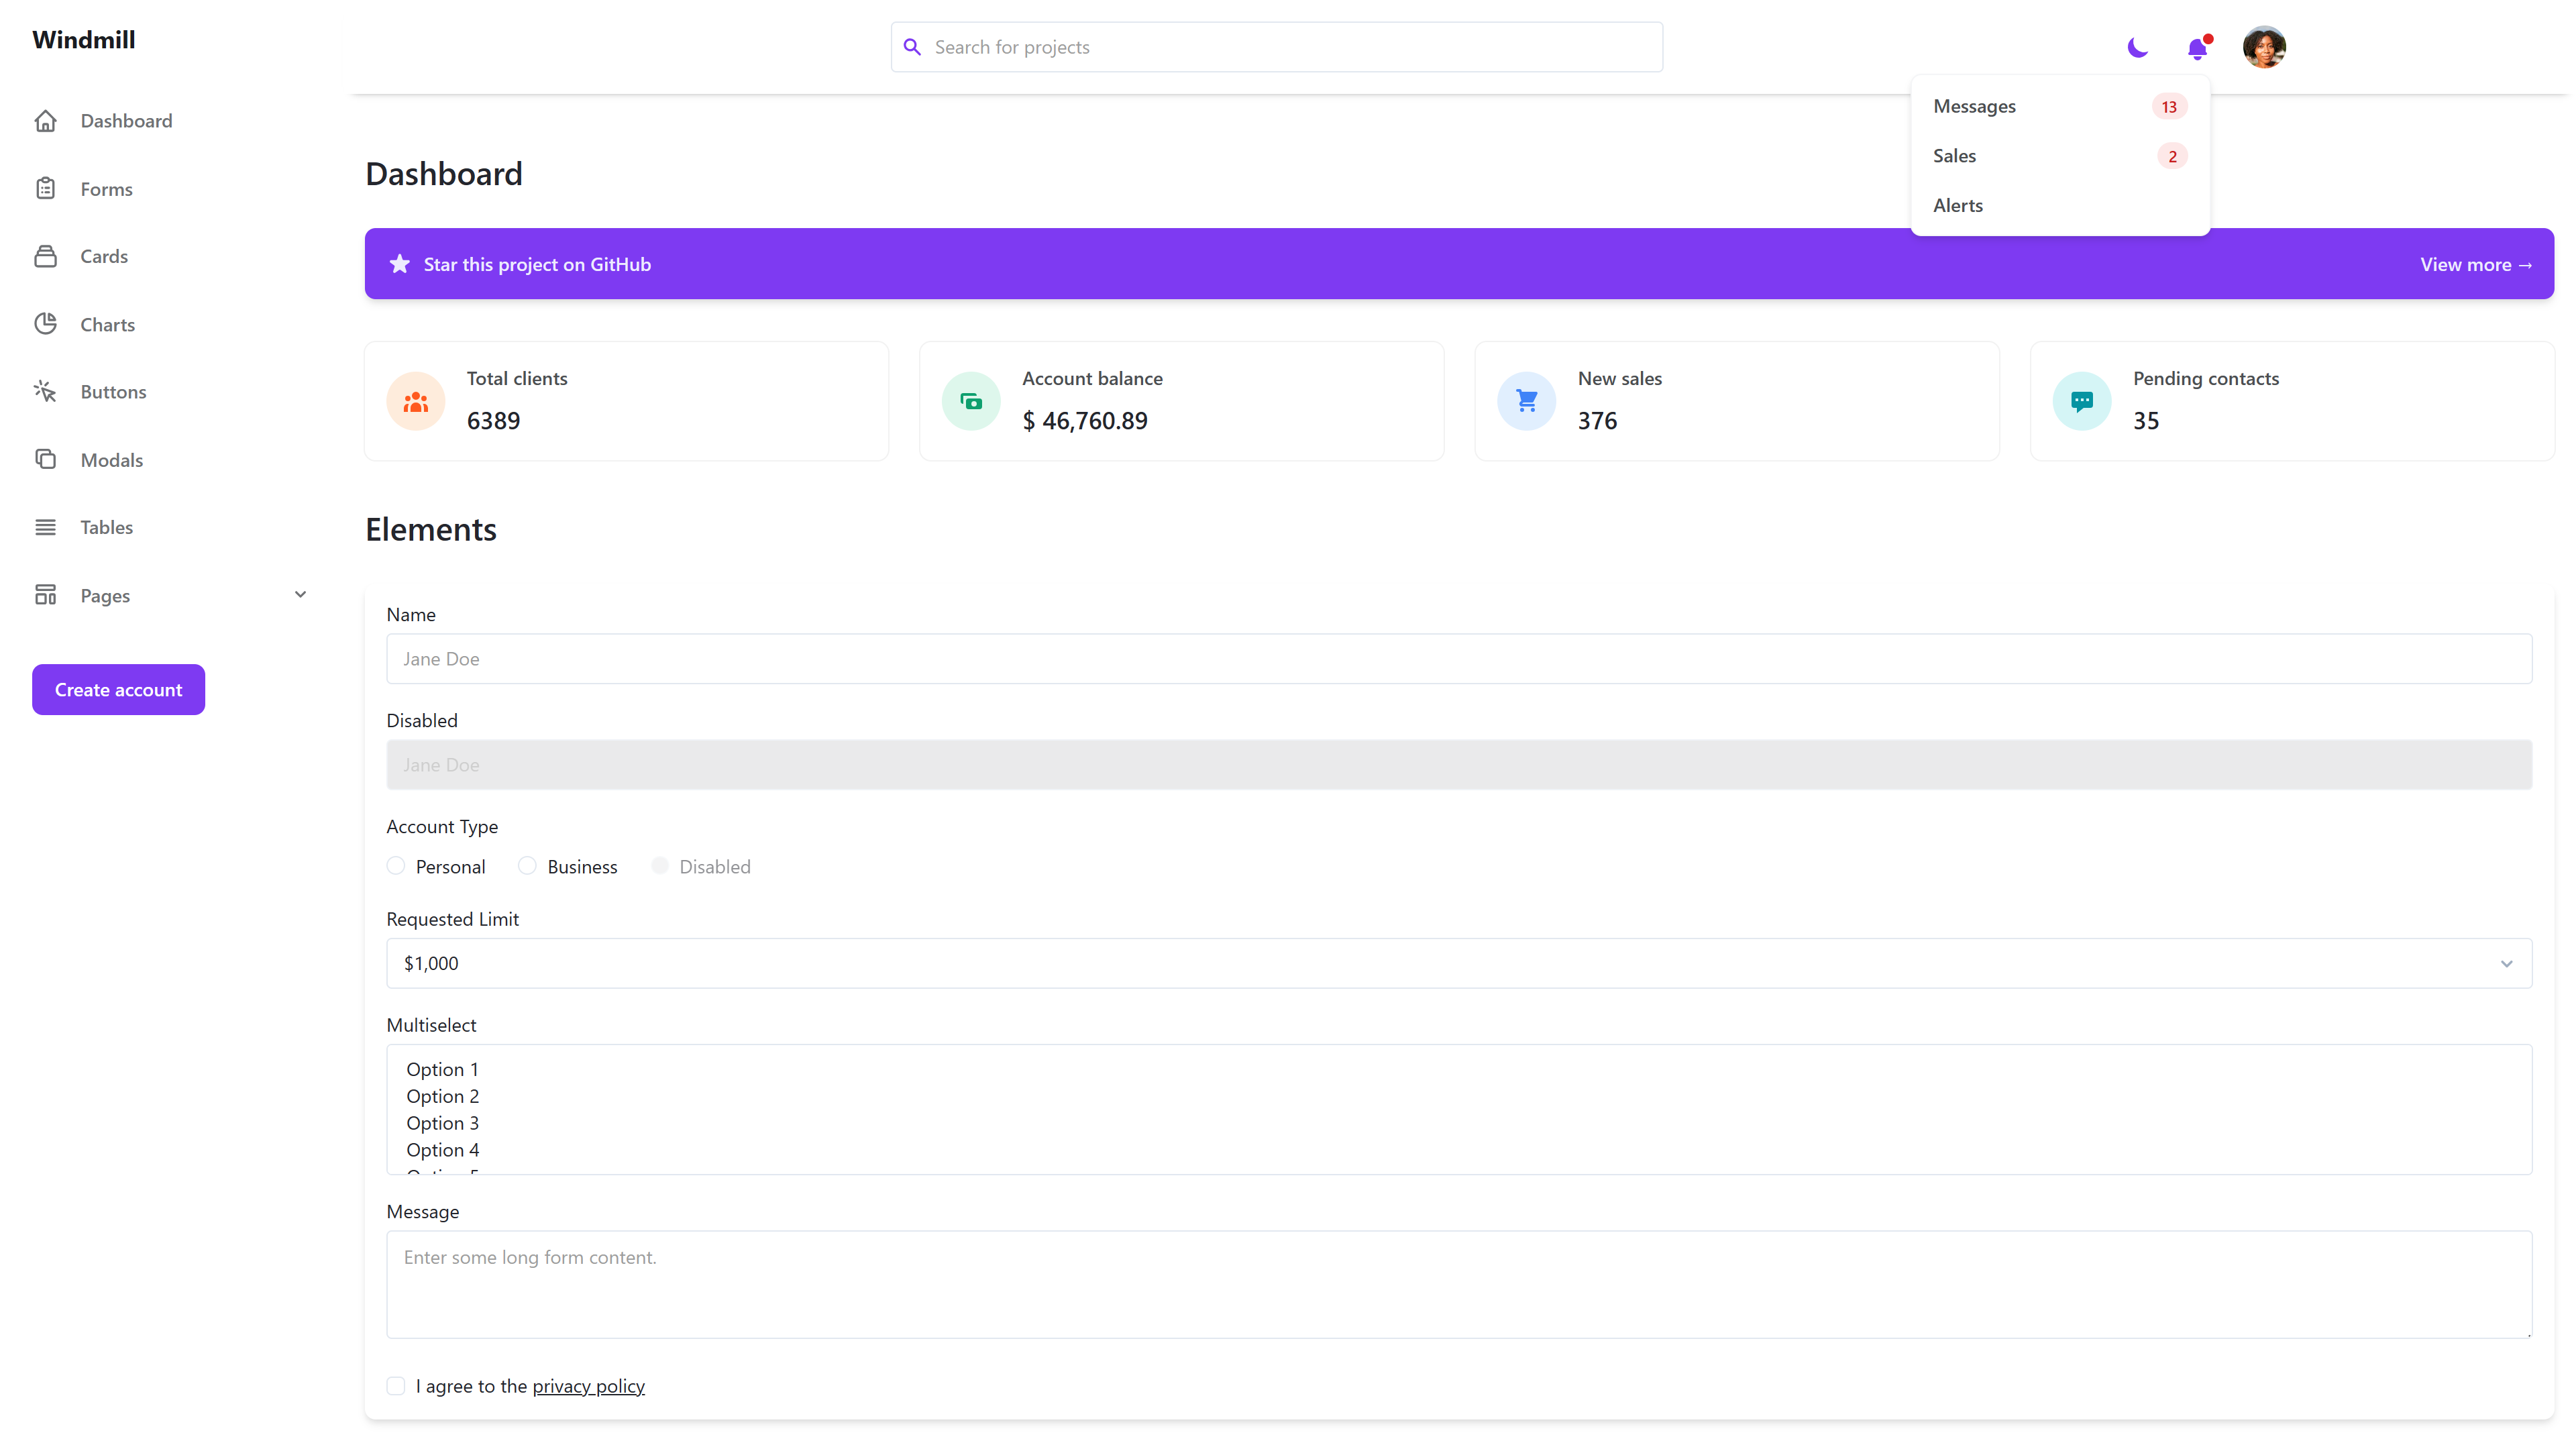 Windmill
Search for projects
Messages 13
Sales 2
Alerts
Dashboard
Forms
Cards
Charts
Buttons
Modals
Tables
Pages
Create account
Dashboard
Star this project on GitHub
View more →
Total clients
6389
Account balance
$ 46,760.89
New sales
376
Pending contacts
35
Elements
Name
Jane Doe
Disabled
Jane Doe
Account Type
Personal
Business
Disabled
Requested Limit
$1,000
Multiselect
Option 1
Option 2
Option 3
Option 4
Message
Enter some long form content.
I agree to the privacy policy